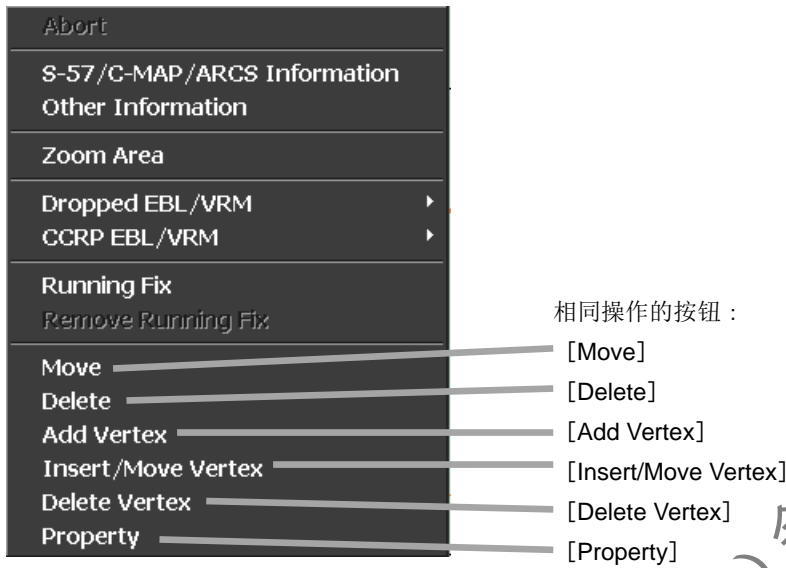 Abort
S-57/C-MAP/ARCS Information
Other Information
Zoom Area
Dropped EBL/VRM
CCRP EBL/VRM
Running Fix
Remove Running Fix
Move
Delete
Add Vertex
Insert/Move Vertex
Delete Vertex
Property
相同操作的按钮：
[Move]
[Delete]
[Add Vertex]
[Insert/Move Vertex]
[Delete Vertex]
[Property]